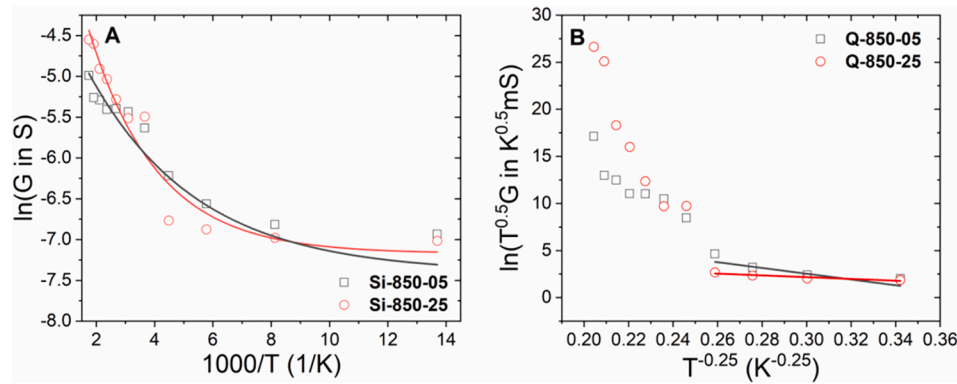 A
-4.5
-5.0
-5.5
-6.0
-6.5
-7.0
-7.5
-8.0
ln(G in S)
2 4 6 8 10 12 14
1000/T (1/K)
Si-850-05
Si-850-25
B
30
25
20
15
10
5
0
ln(T^0.5G in K^0.5mS)
0.20 0.22 0.24 0.26 0.28 0.30 0.32 0.34 0.36
T^-0.25 (K^-0.25)
Q-850-05
Q-850-25